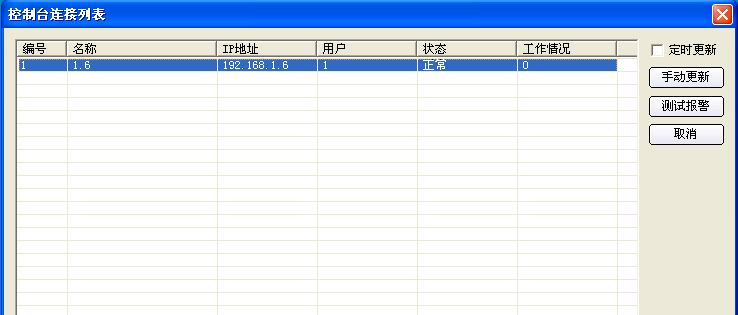 控制台连接列表
编号 名称 IP地址 用户 状态 工作情况
1 1.6 192.168.1.6 1 正常 0
定时更新
手动更新
测试报警
取消